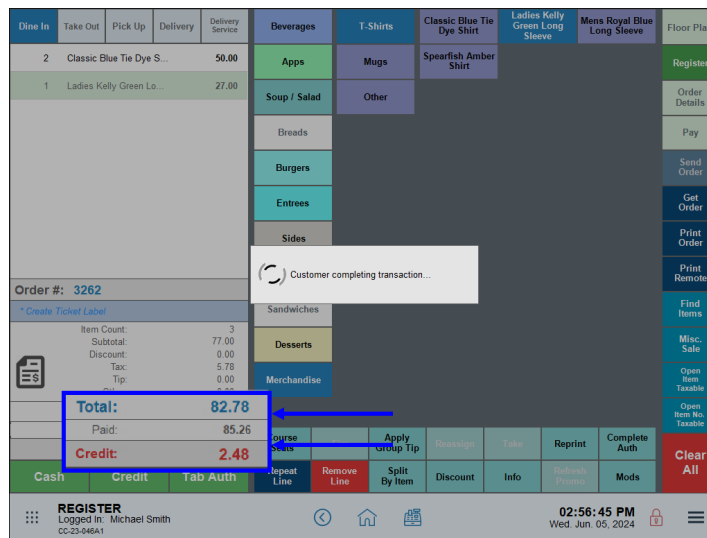 Dine In
Take Out
Pick Up
Delivery
Delivery
Service
2 Classic Blue Tie Dye S... 50.00
1 Ladies Kelly Green Lo... 27.00
Order #: 3262
* Create Ticket Label
Item Count: 3
Subtotal: 77.00
Discount: 0.00
Tax: 5.78
Tip: 0.00
Total: 82.78
Paid: 85.26
Credit: 2.48
Cash
Credit
Tab Auth
Beverages
Apps
Soup / Salad
Breads
Burgers
Entrees
Sides
Sandwiches
Desserts
Merchandise
T-Shirts
Mugs
Other
Classic Blue Tie
Dye Shirt
Spearfish Amber
Shirt
Ladies Kelly
Green Long
Sleeve
Mens Royal Blue
Long Sleeve
Customer completing transaction...
Course
Seats
Apply
Group Tip
Reassign
Take
Reprint
Complete
Auth
Repeat
Line
Remove
Line
Split
By Item
Discount
Info
Refresh
Promo
Mods
Floor Pla
Register
Order
Details
Pay
Send
Order
Get
Order
Print
Order
Print
Remote
Find
Items
Misc.
Sale
Open
Item
Taxable
Open
Item No.
Taxable
Clear
All
REGISTER
Logged In: Michael Smith
CC-23-046A1
02:56:45 PM
Wed. Jun. 05, 2024